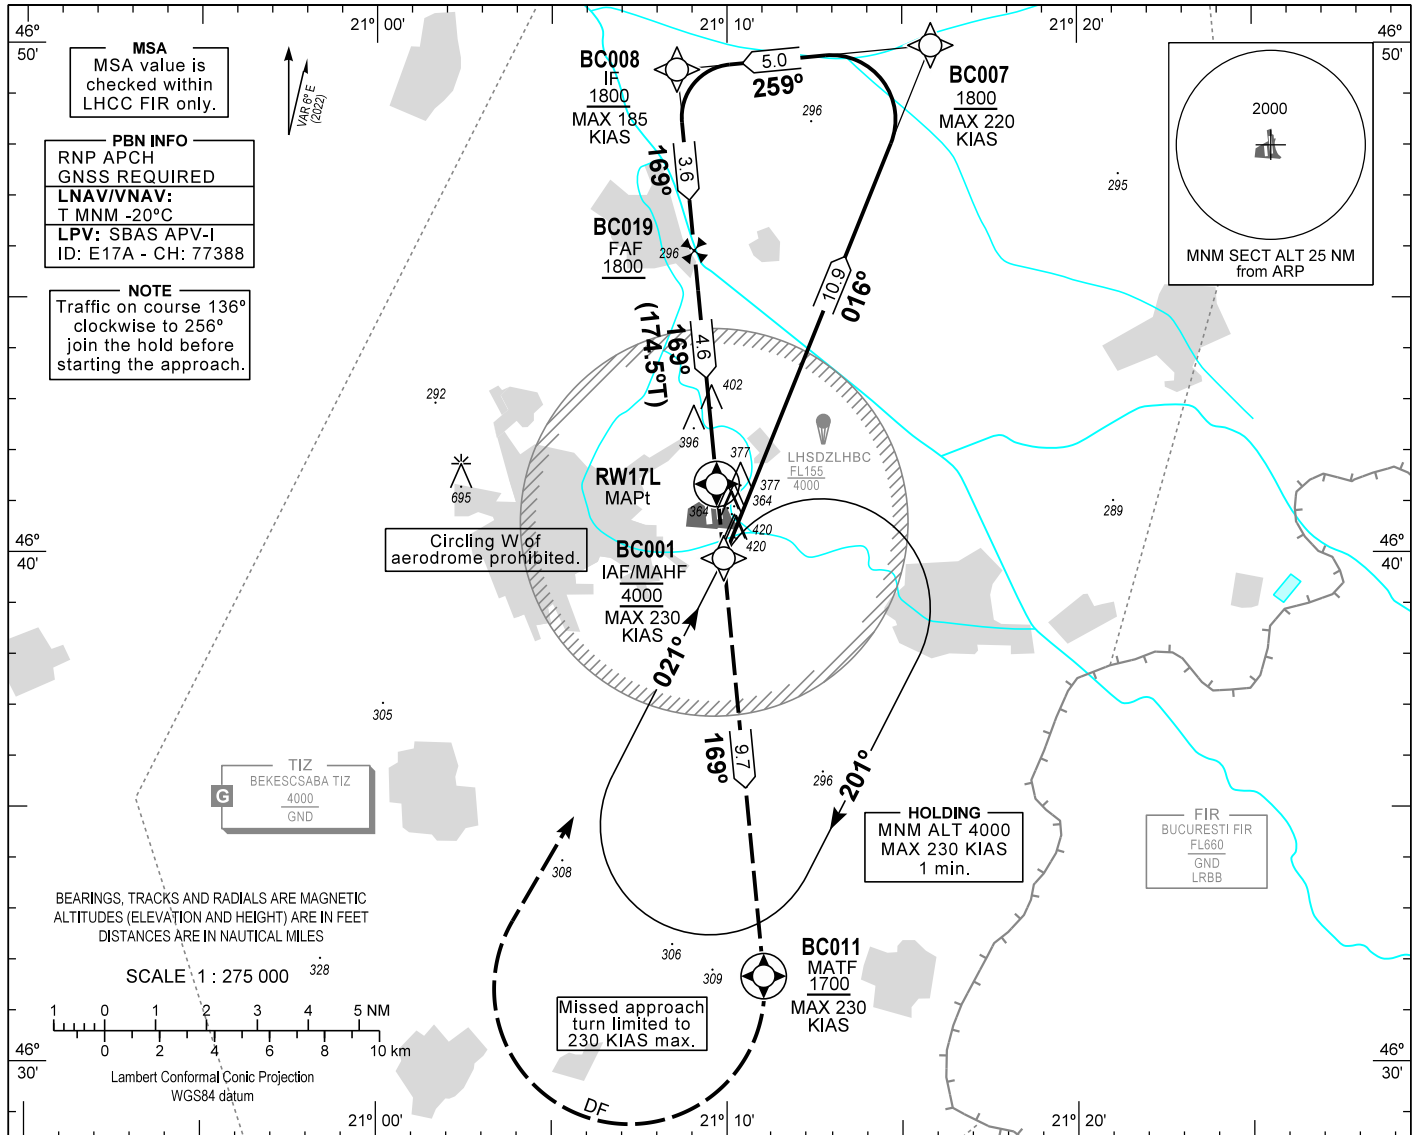 21° 00'
21° 10'
21° 20'
46°
50'
46°
50'
MSA
MSA value is
checked within
LHCC FIR only.
VAR 6° E
(2022)
PBN INFO
RNP APCH
GNSS REQUIRED
LNAV/VNAV:
T MNM -20°C
LPV: SBAS APV-I
ID: E17A - CH: 77388
NOTE
Traffic on course 136°
clockwise to 256°
join the hold before
starting the approach.
BC008
IF
1800
MAX 185
KIAS
5.0
259°
296
BC007
1800
MAX 220
KIAS
2000
MNM SECT ALT 25 NM
from ARP
295
169°
3.6
BC019
FAF
1800
296
10.9
016°
169°
(174.5°T)
4.6
402
396
292
695
377
377
364
364
420
420
LHSDZLHBC
FL155
4000
RW17L
MAPt
289
Circling W of
aerodrome prohibited.
46°
40'
46°
40'
BC001
IAF/MAHF
4000
MAX 230
KIAS
021°
305
169°
9.7
296
201°
TIZ
BEKESCSABA TIZ
4000
GND
G
HOLDING
MNM ALT 4000
MAX 230 KIAS
1 min.
FIR
BUCURESTI FIR
FL660
GND
LRBB
308
BEARINGS, TRACKS AND RADIALS ARE MAGNETIC
ALTITUDES (ELEVATION AND HEIGHT) ARE IN FEET
DISTANCES ARE IN NAUTICAL MILES
306
309
328
BC011
MATF
1700
MAX 230
KIAS
SCALE 1 : 275 000
1 0 1 2 3 4 5 NM
0 2 4 6 8 10 km
Lambert Conformal Conic Projection
WGS84 datum
Missed approach
turn limited to
230 KIAS max.
DF
46°
30'
46°
30'
21° 00'
21° 10'
21° 20'